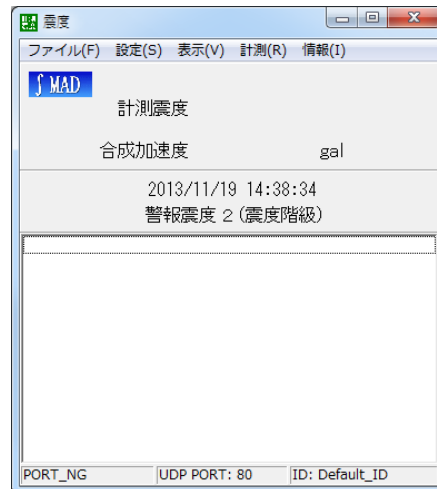 震度
ファイル(F) 設定(S) 表示(V) 計測(R) 情報(I)
∫MAD
計測震度
合成加速度 gal
2013/11/19 14:38:34
警報震度 2 (震度階級)
PORT_NG UDP PORT: 80 ID: Default_ID